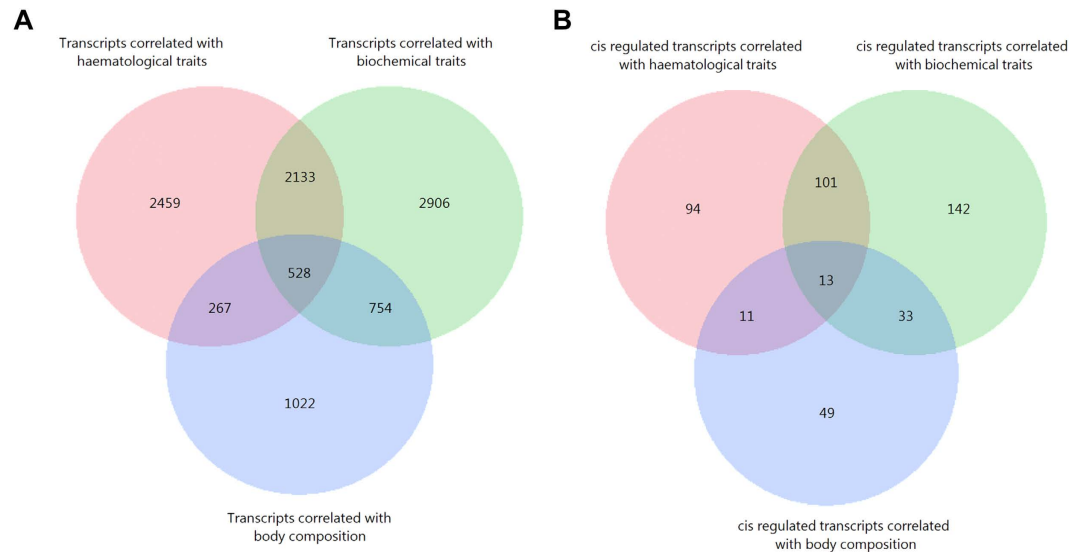 A
Transcripts correlated with
haematological traits
Transcripts correlated with
biochemical traits
2459
2133
2906
528
267
754
1022
Transcripts correlated with
body composition
B
cis regulated transcripts correlated
with haematological traits
cis regulated transcripts correlated
with biochemical traits
94
101
142
13
11
33
49
cis regulated transcripts correlated
with body composition